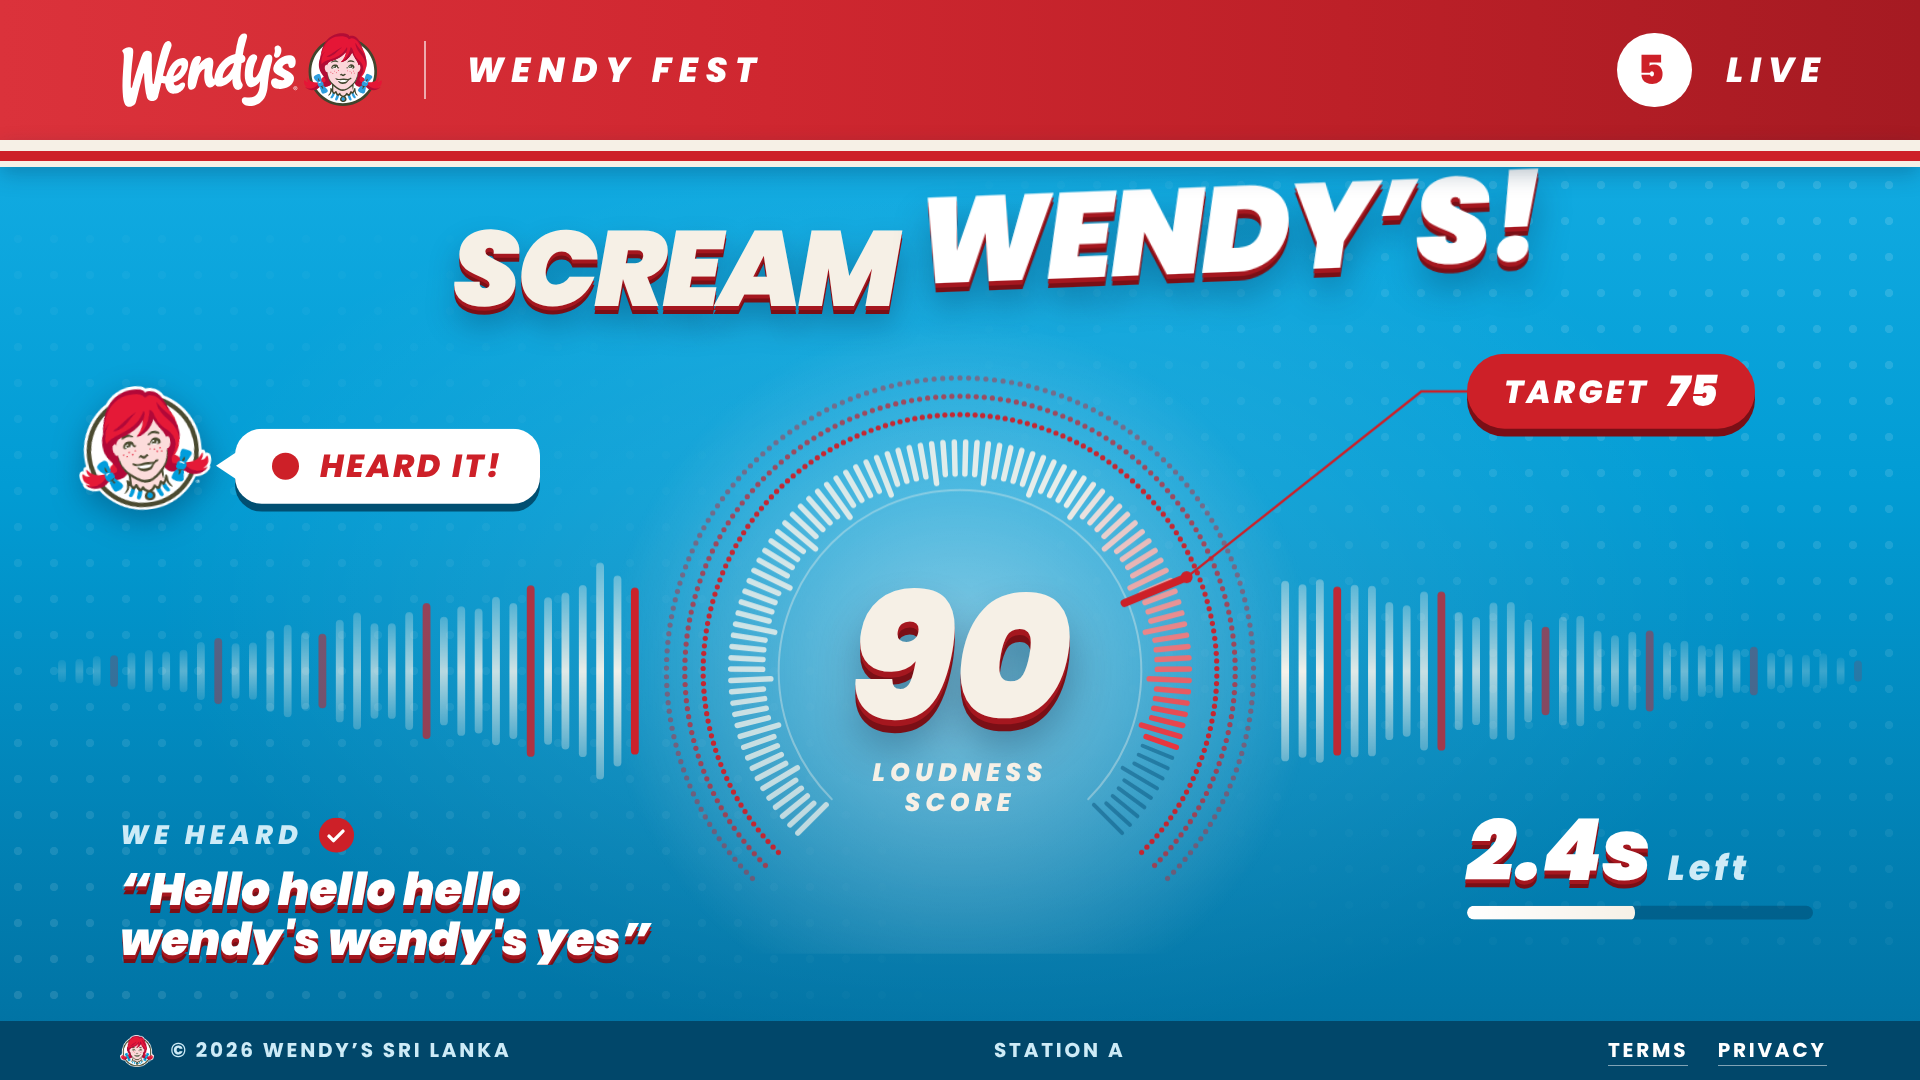 Wendy's
WENDY FEST
5 LIVE
SCREAM WENDY’S!
TARGET 75
HEARD IT!
90
LOUDNESS
SCORE
WE HEARD
“Hello hello hello
wendy's wendy's yes”
2.4s Left
© 2026 WENDY’S SRI LANKA
STATION A
TERMS PRIVACY